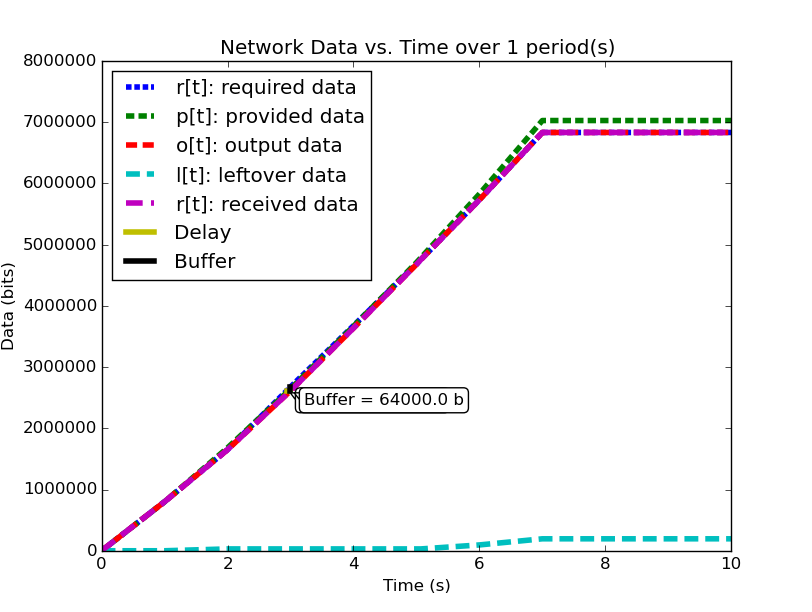 Network Data vs. Time over 1 period(s)
8000000
7000000
6000000
5000000
4000000
3000000
2000000
1000000
0
Data (bits)
r[t]: required data
p[t]: provided data
o[t]: output data
l[t]: leftover data
r[t]: received data
Delay
Buffer
Buffer = 64000.0 b
0
2
4
6
8
10
Time (s)